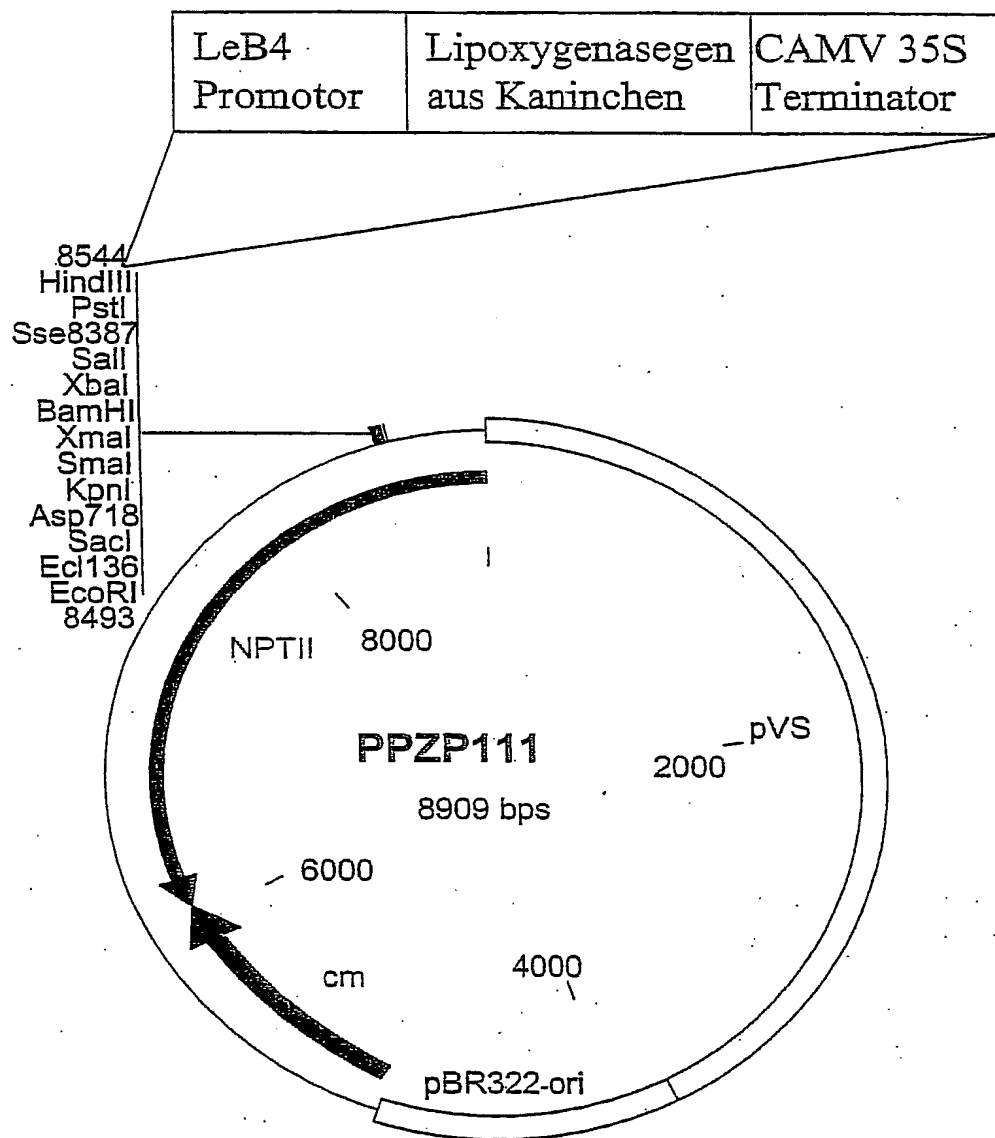 LeB4
Promotor
Lipoxygenasegen
aus Kaninchen
CAMV 35S
Terminator
8544
HindIII
PstI
Sse8387
SalI
XbaI
BamHI
XmaI
SmaI
KpnI
Asp718
SacI
Ecl136
EcoRI
8493
NPTII
8000
PPZP111
8909 bps
2000
pVS
6000
cm
4000
pBR322-ori